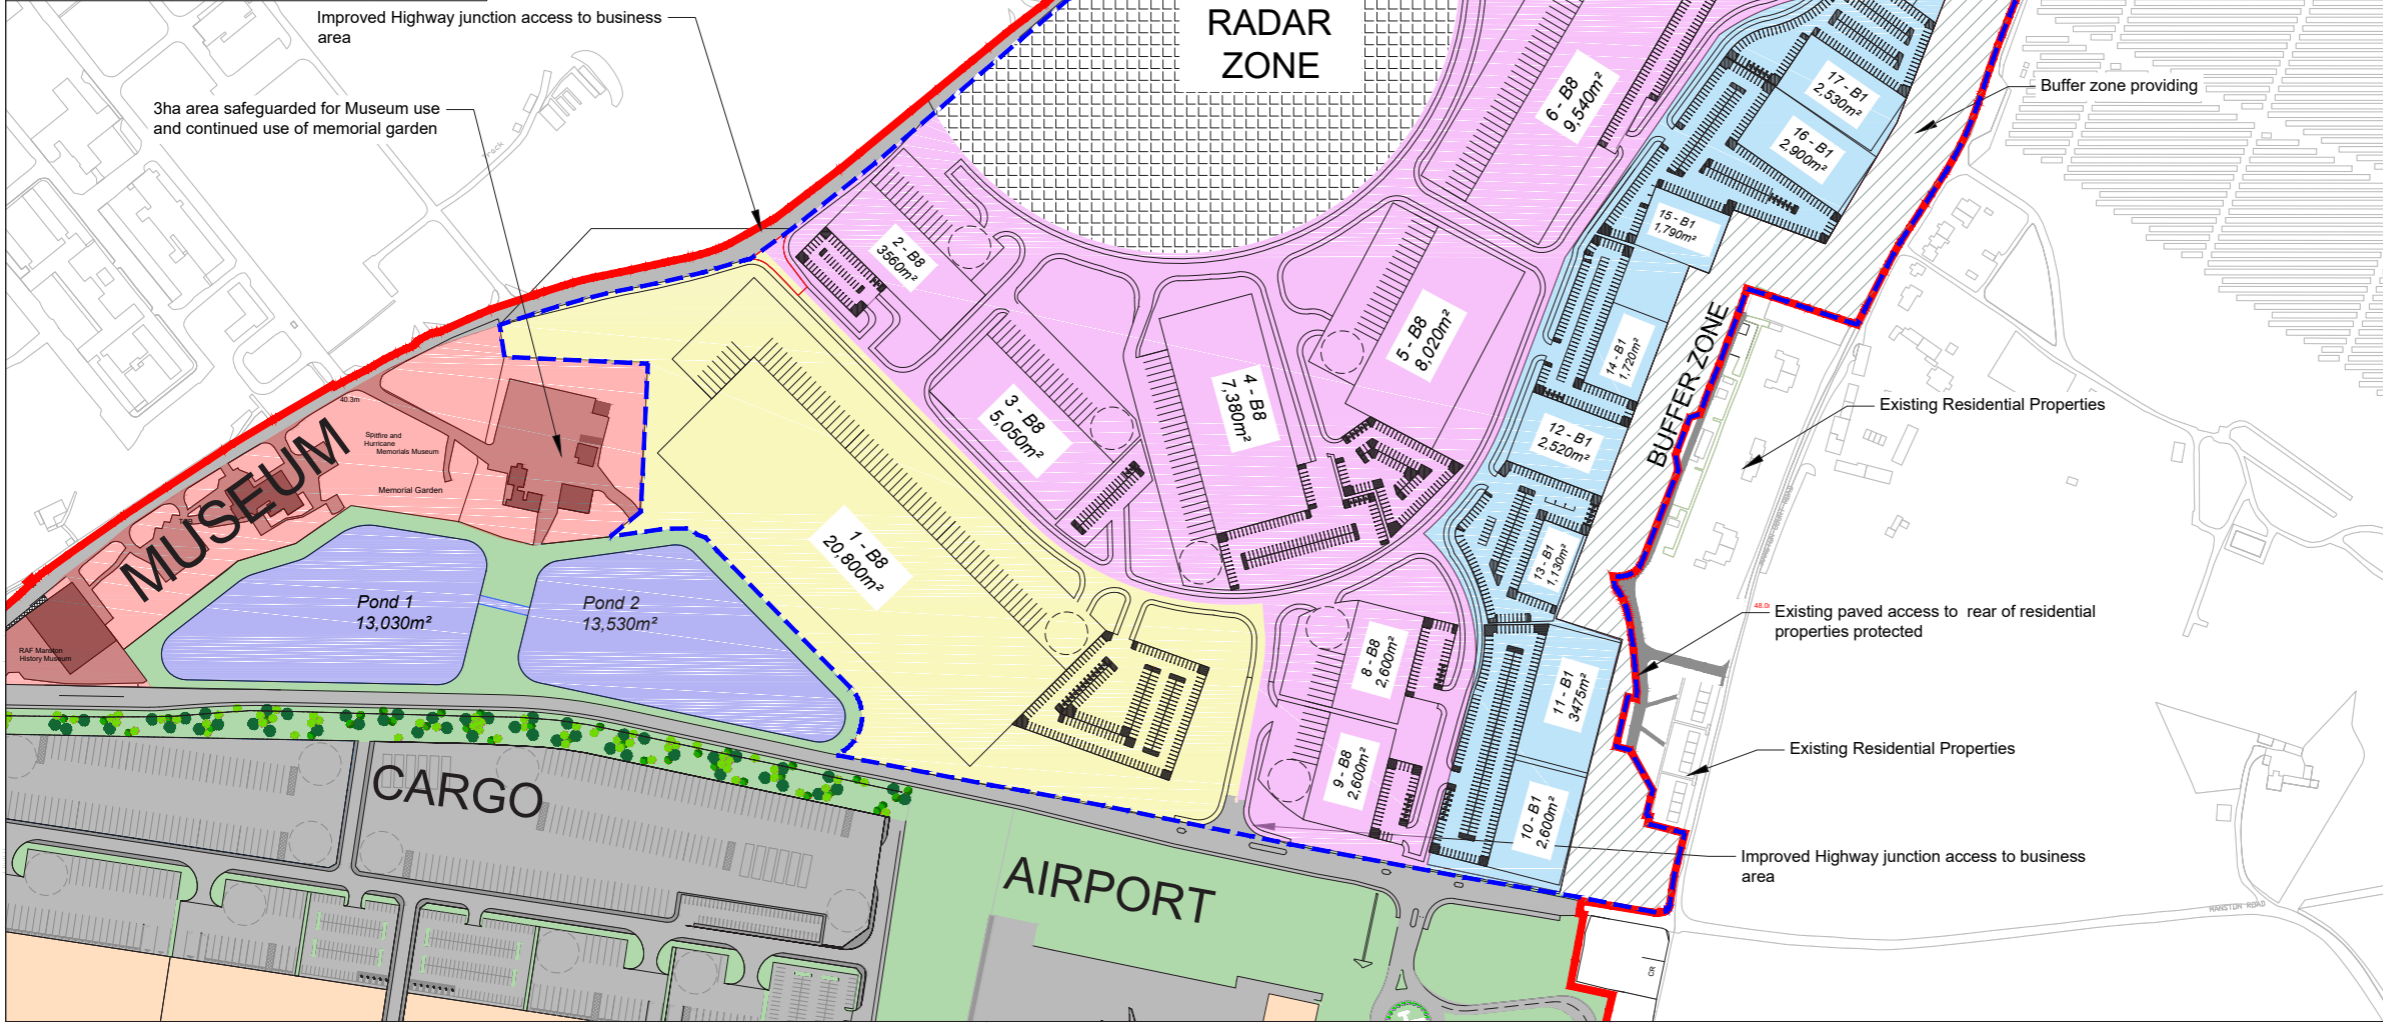 Improved Highway junction access to business
area
RADAR
ZONE
3ha area safeguarded for Museum use
and continued use of memorial garden
Track
6 - B8
9,540m²
17 - B1
2,530m²
Buffer zone providing
16 - B1
2,900m²
15 - B1
1,790m²
2 - B8
3560m²
14 - B1
1,720m²
5 - B8
8,020m²
BUFFER ZONE
4 - B8
7,380m²
3 - B8
5,050m²
Existing Residential Properties
12 - B1
2,520m²
40.3m
Spitfire and
Hurricane
Memorials Museum
Memorial Garden
MUSEUM
1 - B8
20,800m²
13 - B1
1,130m²
Pond 1
13,030m²
Pond 2
13,530m²
48.0
Existing paved access to rear of residential
properties protected
RAF Manston
History Museum
8 - B8
2,600m²
11 - B1
3475m²
9 - B8
2,600m²
Existing Residential Properties
CARGO
10 - B1
2,600m²
AIRPORT
Improved Highway junction access to business
area
MANSTON ROAD
CR